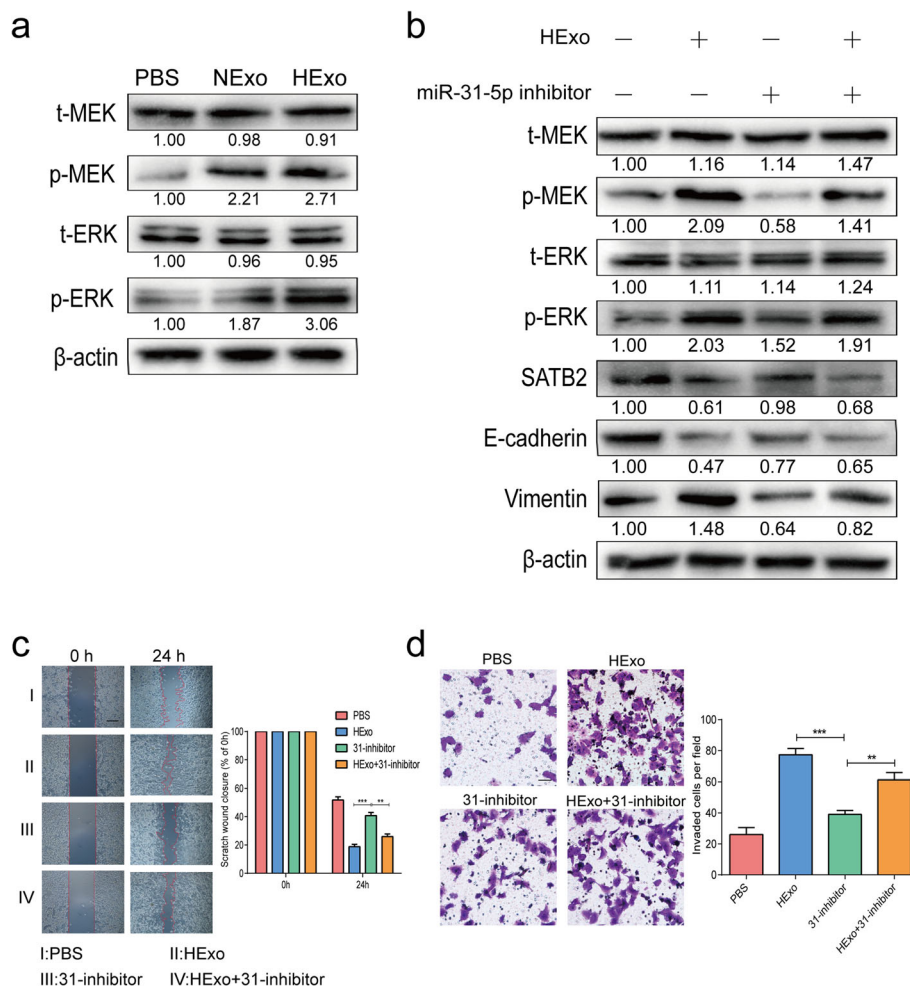 a
PBS NExo HExo
t-MEK
1.00 0.98 0.91
p-MEK
1.00 2.21 2.71
t-ERK
1.00 0.96 0.95
p-ERK
1.00 1.87 3.06
β-actin
b
HExo − + − +
miR-31-5p inhibitor − − + +
t-MEK
1.00 1.16 1.14 1.47
p-MEK
1.00 2.09 0.58 1.41
t-ERK
1.00 1.11 1.14 1.24
p-ERK
1.00 2.03 1.52 1.91
SATB2
1.00 0.61 0.98 0.68
E-cadherin
1.00 0.47 0.77 0.65
Vimentin
1.00 1.48 0.64 0.82
β-actin
c
0 h 24 h
I
II
III
IV
I:PBS II:HExo
III:31-inhibitor IV:HExo+31-inhibitor
Scratch wound closure (% of 0h)
100
80
60
40
20
0
0h 24h
*** **
PBS
HExo
31-inhibitor
HExo+31-inhibitor
d
PBS HExo
31-inhibitor HExo+31-inhibitor
Invaded cells per field
100
80
60
40
20
0
*** **
PBS
HExo
31-inhibitor
HExo+31-inhibitor